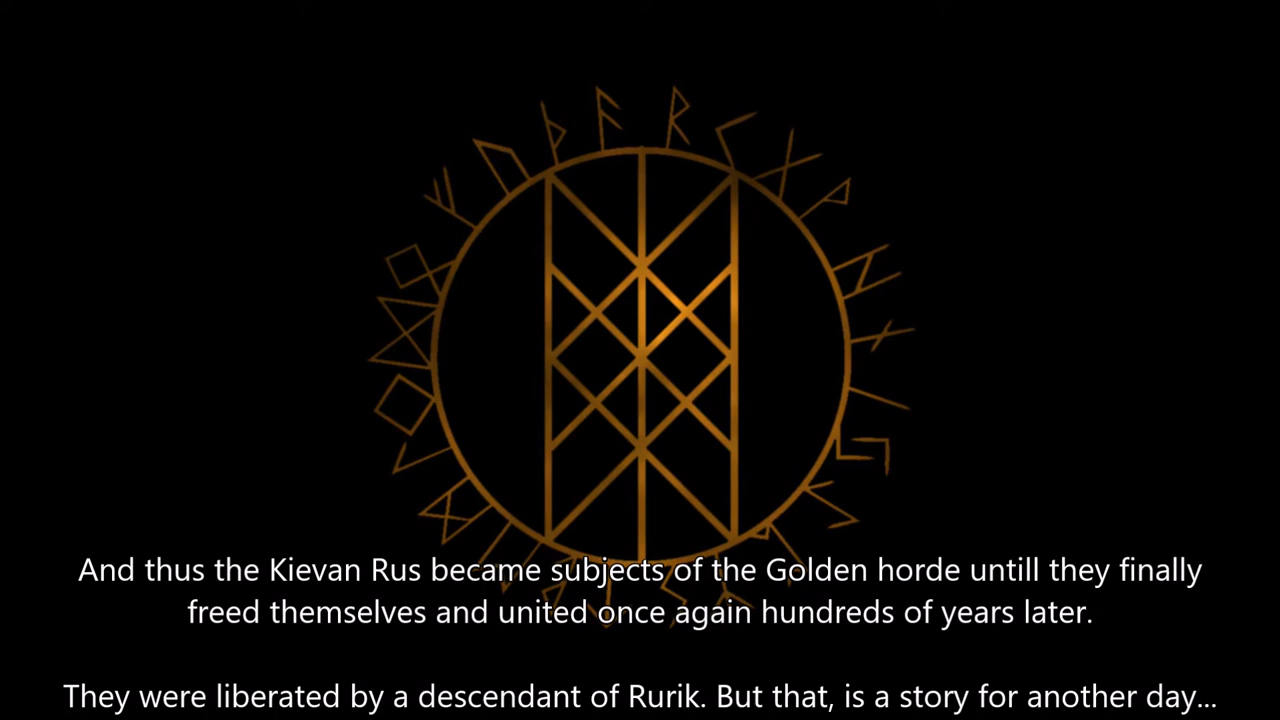 And thus the Kievan Rus became subjects of the Golden horde untill they finally
freed themselves and united once again hundreds of years later.
They were liberated by a descendant of Rurik. But that, is a story for another day...